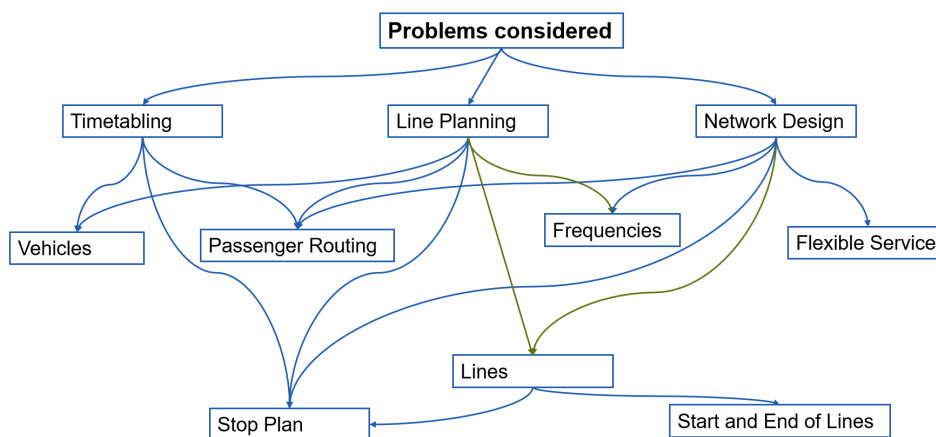 Problems considered
Timetabling
Line Planning
Network Design
Vehicles
Passenger Routing
Frequencies
Flexible Service
Lines
Stop Plan
Start and End of Lines